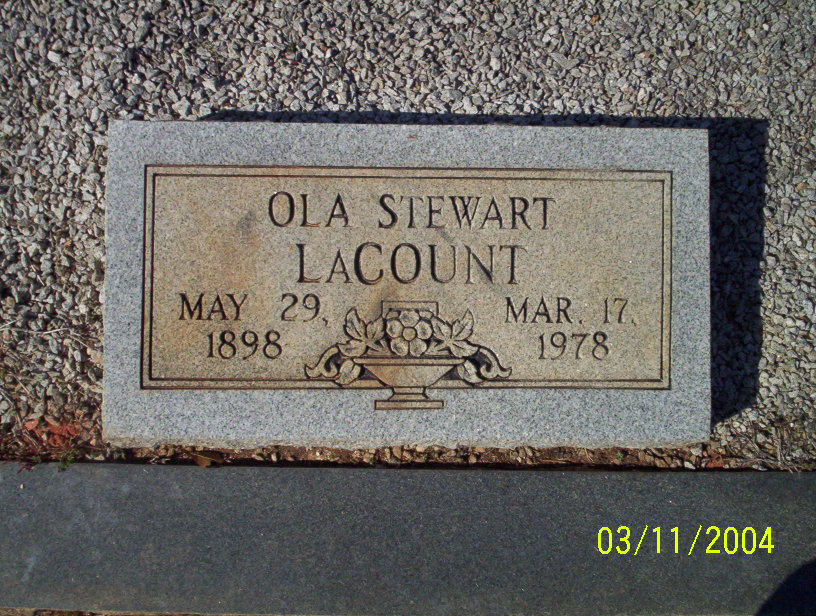 OLA STEWART
LACOUNT
MAY 29, MAR. 17,
1898 1978
03/11/2004